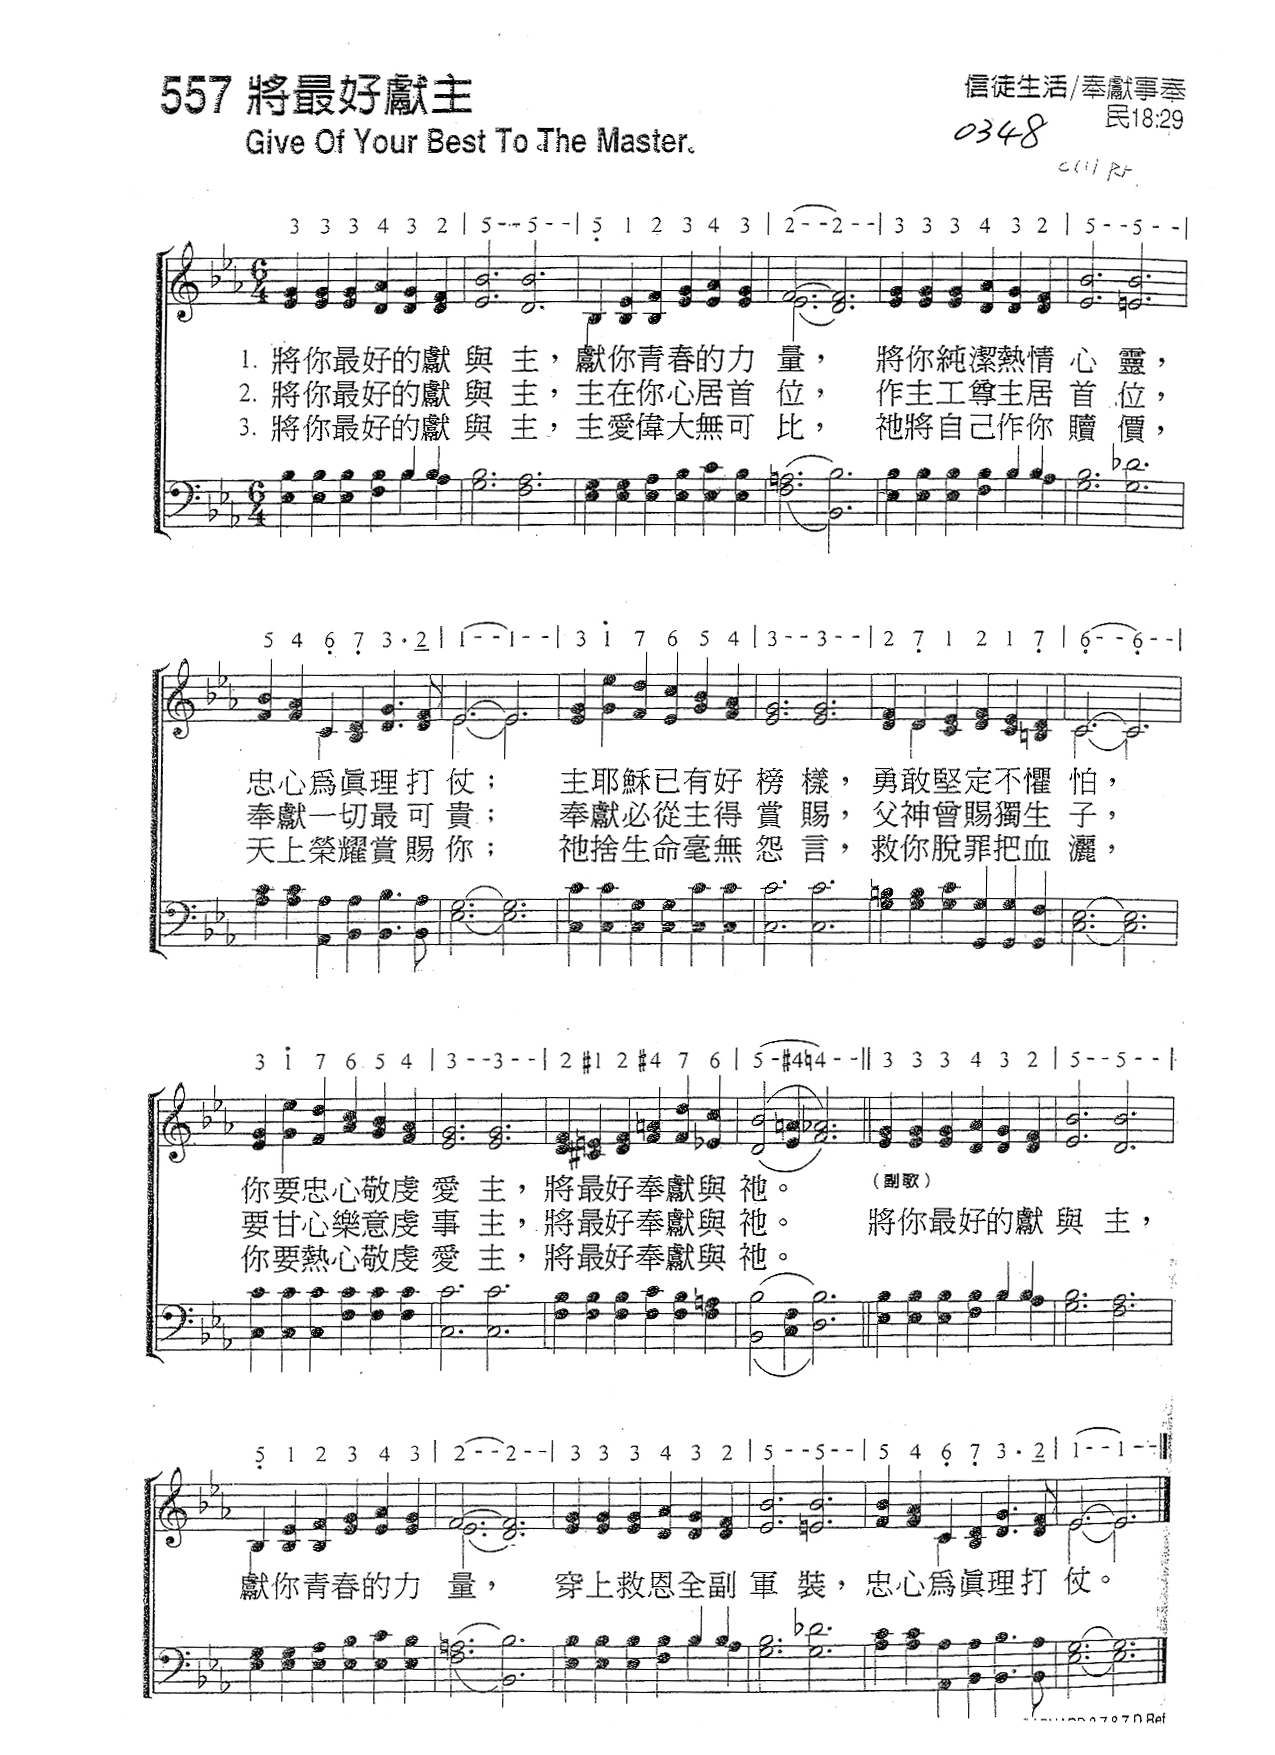 557 將最好獻主
Give Of Your Best To The Master.
信徒生活/奉獻事奉
民18:29
0348
3 3 3 4 3 2 | 5 - - 5 - - | 5̣ 1 2 3 4 3 | 2 - - 2 - - | 3 3 3 4 3 2 | 5 - - 5 - - |
1. 將你最好的獻與主，獻你青春的力量，將你純潔熱情心靈，
2. 將你最好的獻與主，主在你心居首位，作主工尊主居首位，
3. 將你最好的獻與主，主愛偉大無可比，祂將自己作你贖價，
5 4 6̣ 7̣ 3 · 2 | 1 - - 1 - - | 3 1̇ 7 6 5 4 | 3 - - 3 - - | 2 7̣ 1 2 1 7̣ | 6̣ - - 6̣ - - |
忠心爲眞理打仗；主耶穌已有好榜樣，勇敢堅定不懼怕，
奉獻一切最可貴；奉獻必從主得賞賜，父神曾賜獨生子，
天上榮耀賞賜你；祂捨生命毫無怨言，救你脫罪把血灑，
3 1̇ 7 6 5 4 | 3 - - 3 - - | 2 #1 2 #4 7 6 | 5 - #4 ♮4 - - || 3 3 3 4 3 2 | 5 - - 5 - - |
你要忠心敬虔愛主，將最好奉獻與祂。（副歌）
要甘心樂意虔事主，將最好奉獻與祂。將你最好的獻與主，
你要熱心敬虔愛主，將最好奉獻與祂。
5̣ 1 2 3 4 3 | 2 - - 2 - - | 3 3 3 4 3 2 | 5 - - 5 - - | 5 4 6̣ 7̣ 3 · 2 | 1 - - 1 - - ||
獻你青春的力量，穿上救恩全副軍裝，忠心爲眞理打仗。
8.7.8.7.D.Ref.